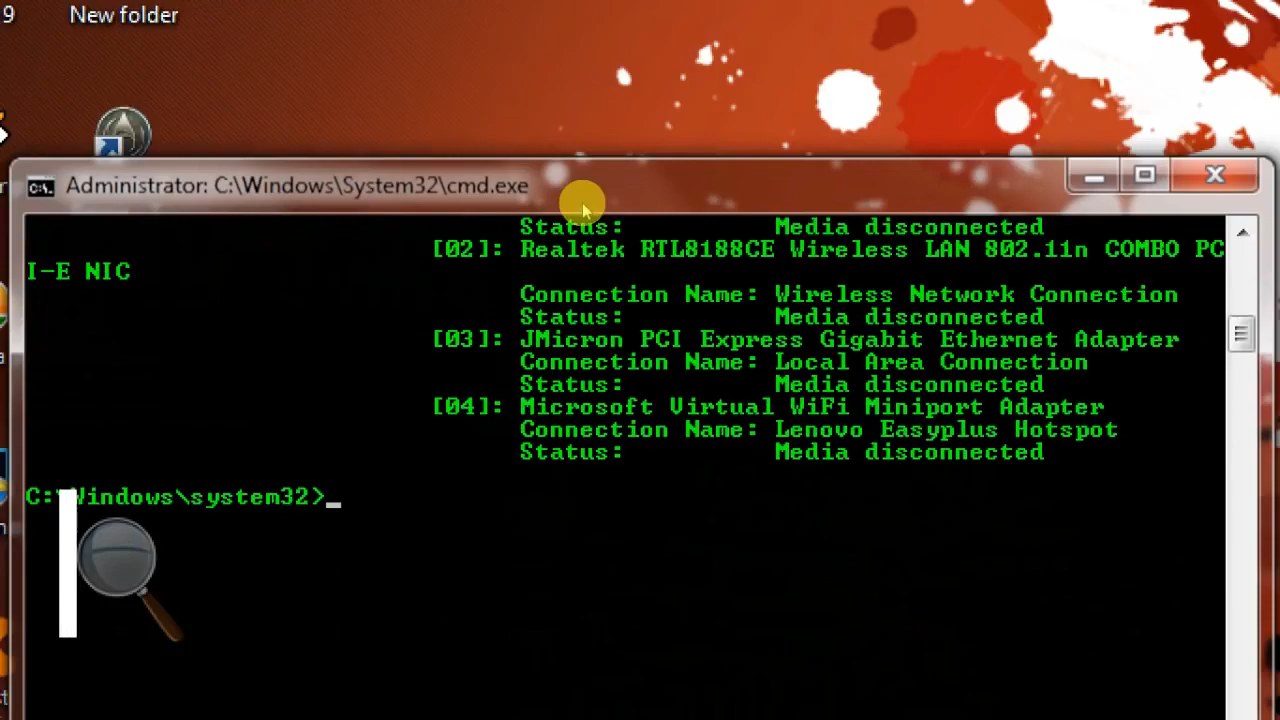 9
New folder
Administrator: C:\Windows\System32\cmd.exe
Status: Media disconnected
[02]: Realtek RTL8188CE Wireless LAN 802.11n COMBO PC
I-E NIC
Connection Name: Wireless Network Connection
Status: Media disconnected
[03]: JMicron PCI Express Gigabit Ethernet Adapter
Connection Name: Local Area Connection
Status: Media disconnected
[04]: Microsoft Virtual WiFi Miniport Adapter
Connection Name: Lenovo Easyplus Hotspot
Status: Media disconnected
C:\Windows\system32>_